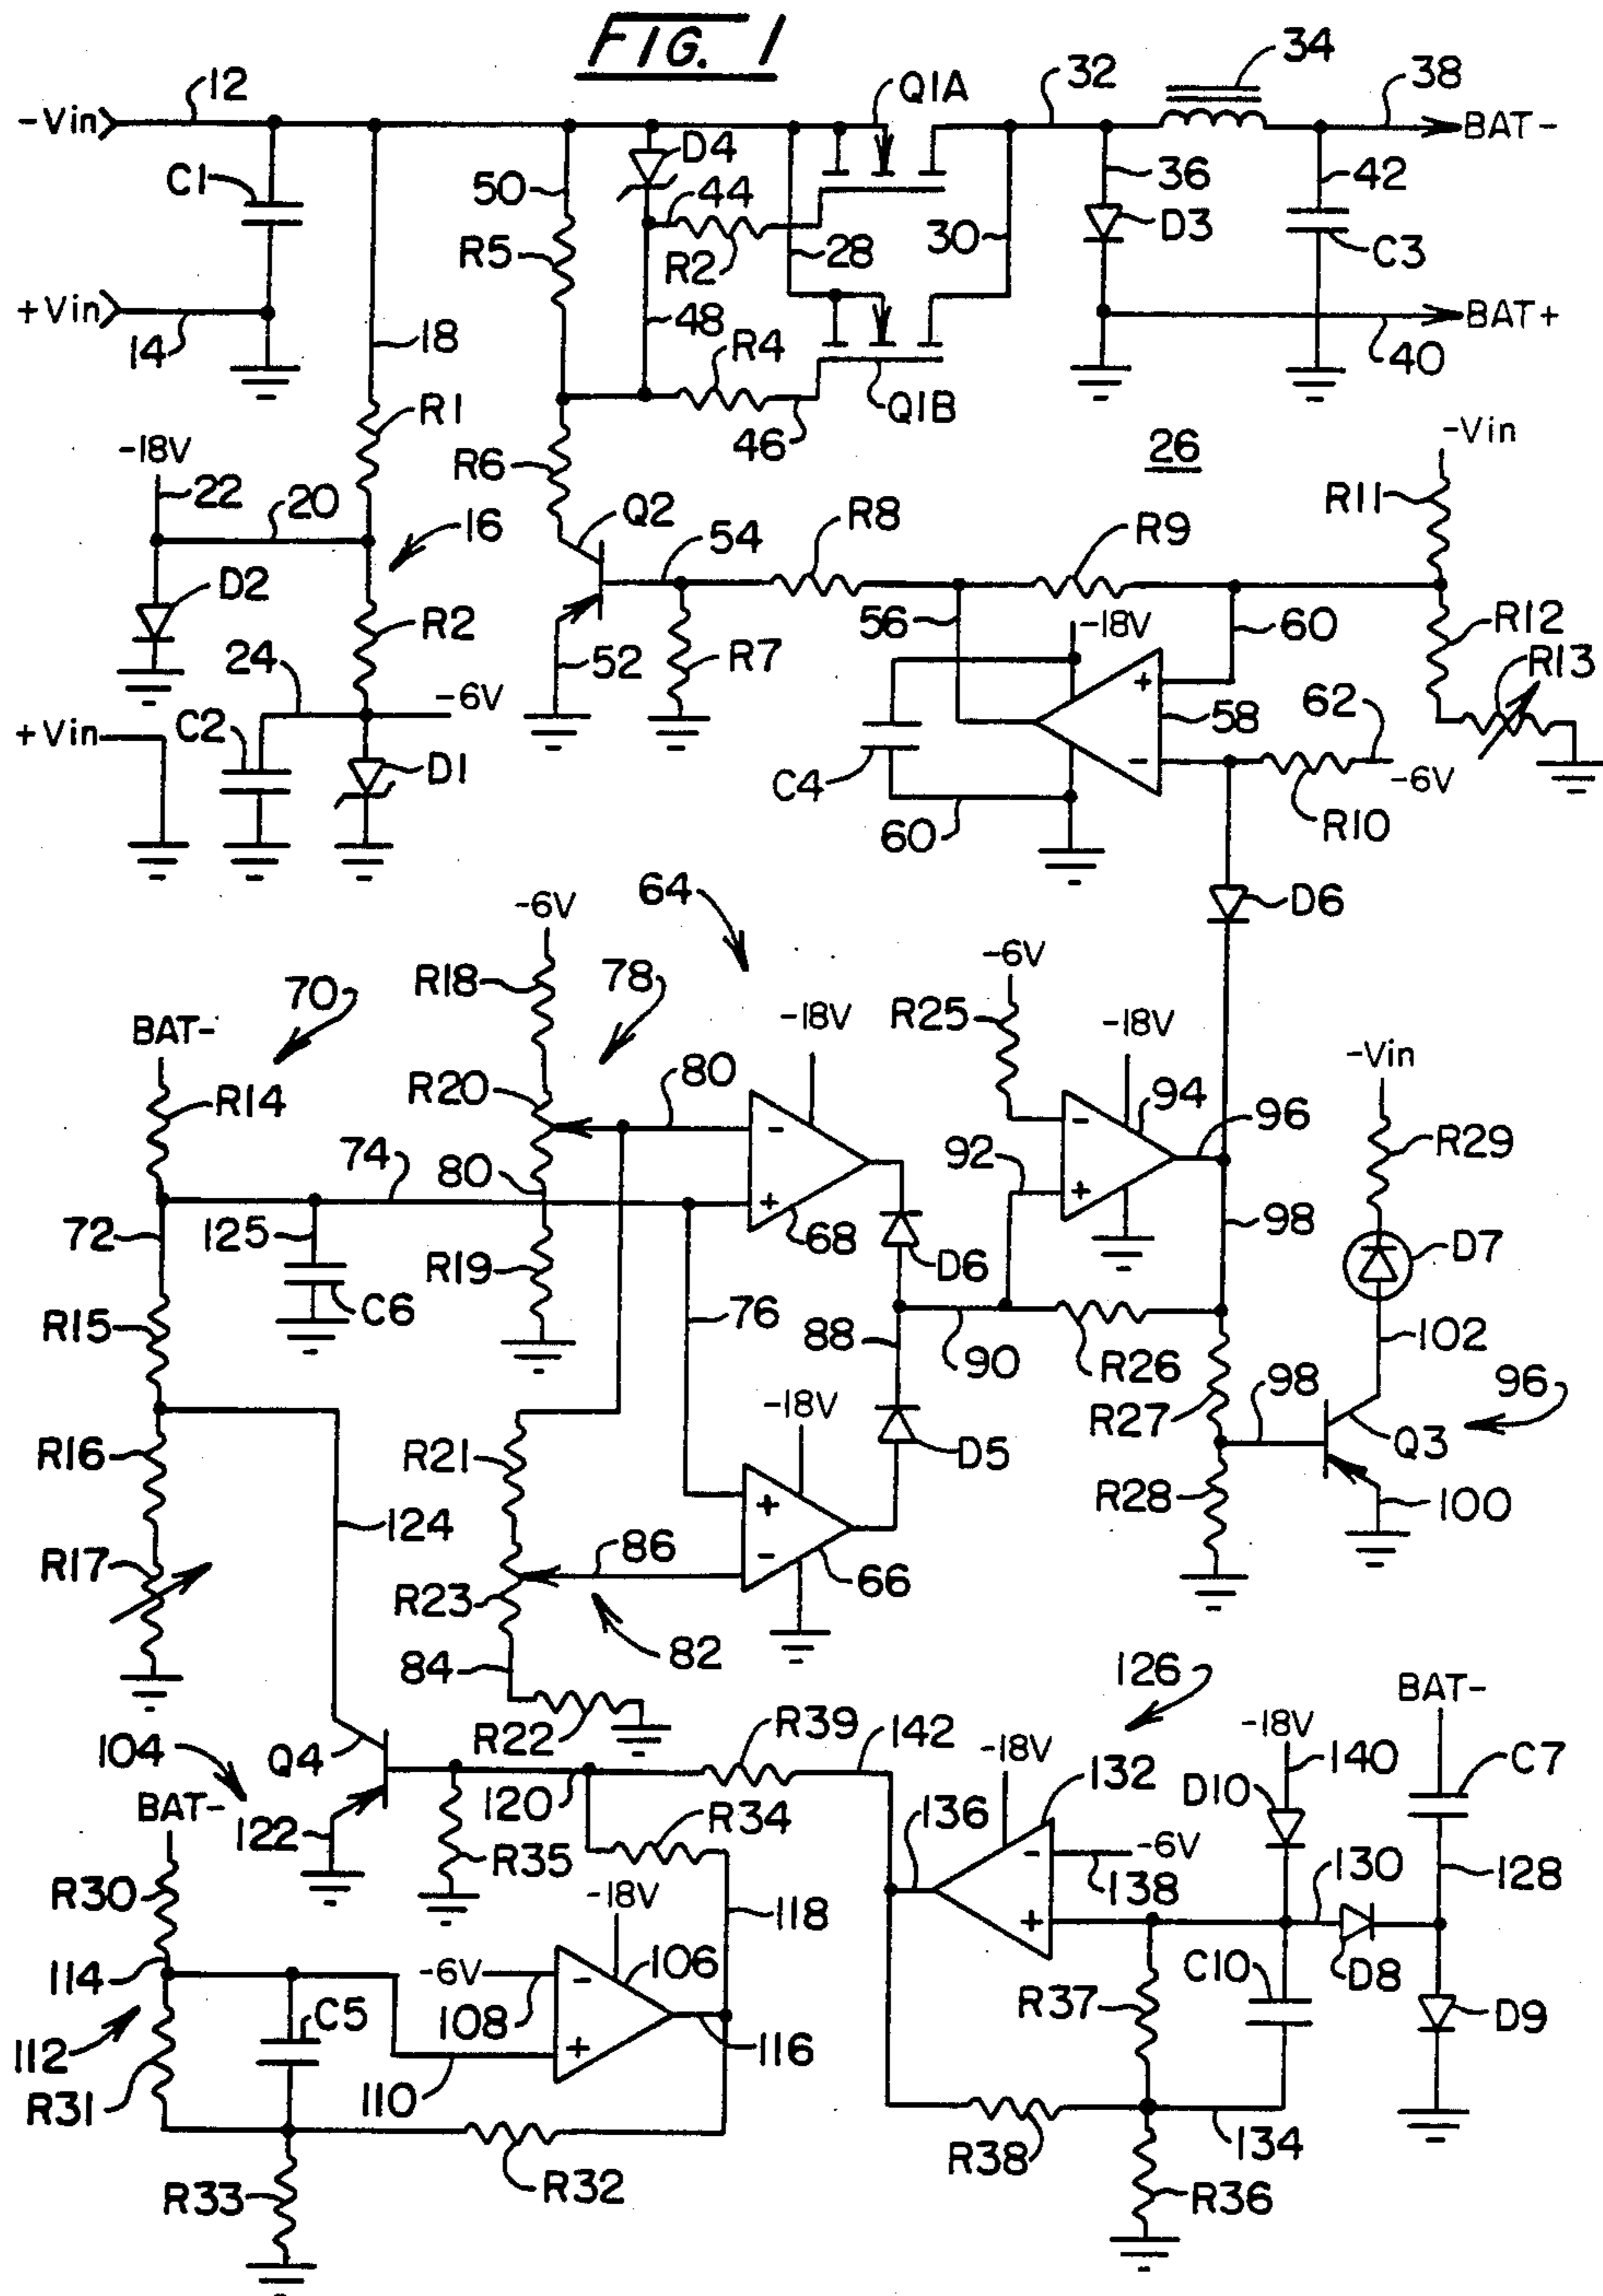 FIG. 1
12
34
38
-Vin
Q1A
32
BAT-
C1
D4
50
44
36
42
R5
R2
28
30
D3
C3
+Vin
14
18
48
R4
BAT+
40
R1
Q1B
46
-18V
22
20
R6
26
-Vin
R11
16
Q2
54
R8
R9
D2
R2
56
-18V
60
R12
24
52
R7
R13
+Vin
C2
-6V
+
58
62
D1
C4
-
-6V
60
R10
64
D6
-6V
70
R18
78
-18V
-6V
R25
-18V
BAT-
-Vin
R14
R20
80
94
-
-
96
R29
74
80
92
+
+
72
125
68
98
D7
R19
D6
R15
C6
76
88
90
R26
102
-18V
98
96
R27
R16
R21
D5
Q3
124
+
R28
100
R17
86
-
R23
66
84
82
126
BAT-
R22
R39
142
-18V
-18V
104
Q4
132
140
C7
BAT-
120
R34
136
D10
122
R35
-
-6V
138
130
128
R30
-18V
118
+
114
-6V
-
106
D8
C10
108
R37
D9
112
C5
+
116
R31
110
R38
134
R33
R32
R36